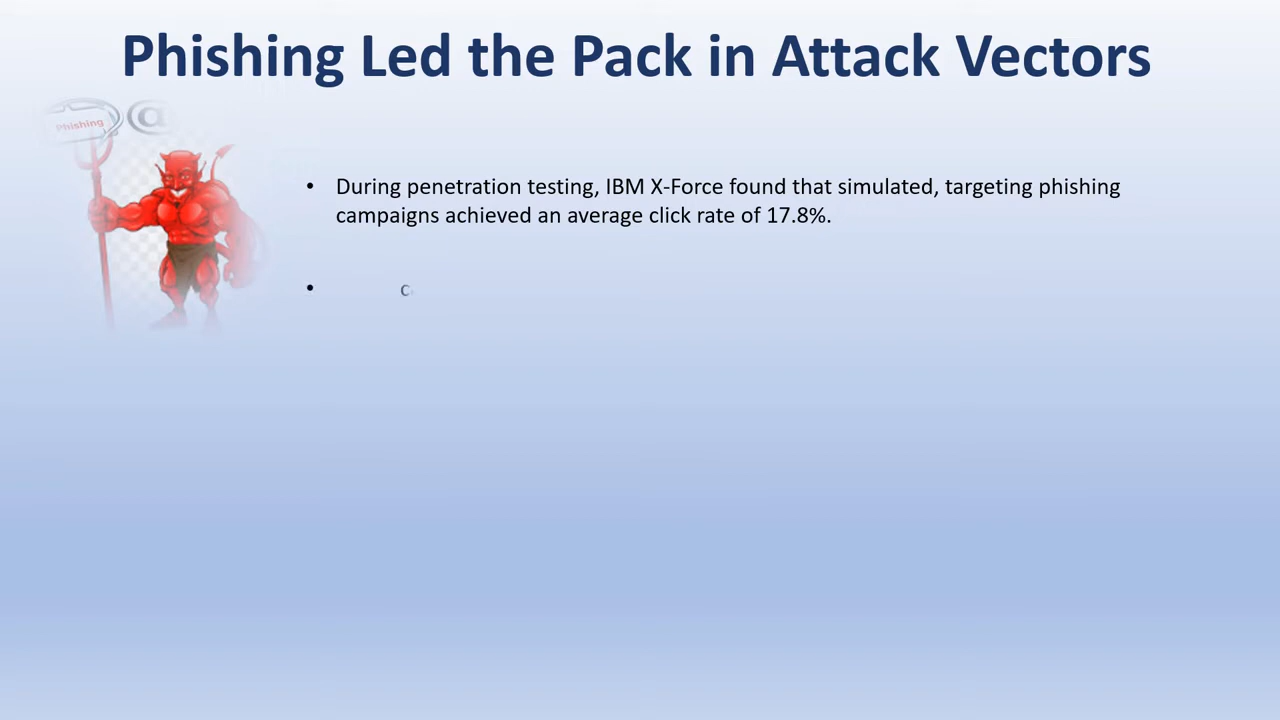 Phishing Led the Pack in Attack Vectors
Phishing @
• During penetration testing, IBM X-Force found that simulated, targeting phishing
campaigns achieved an average click rate of 17.8%.
• c